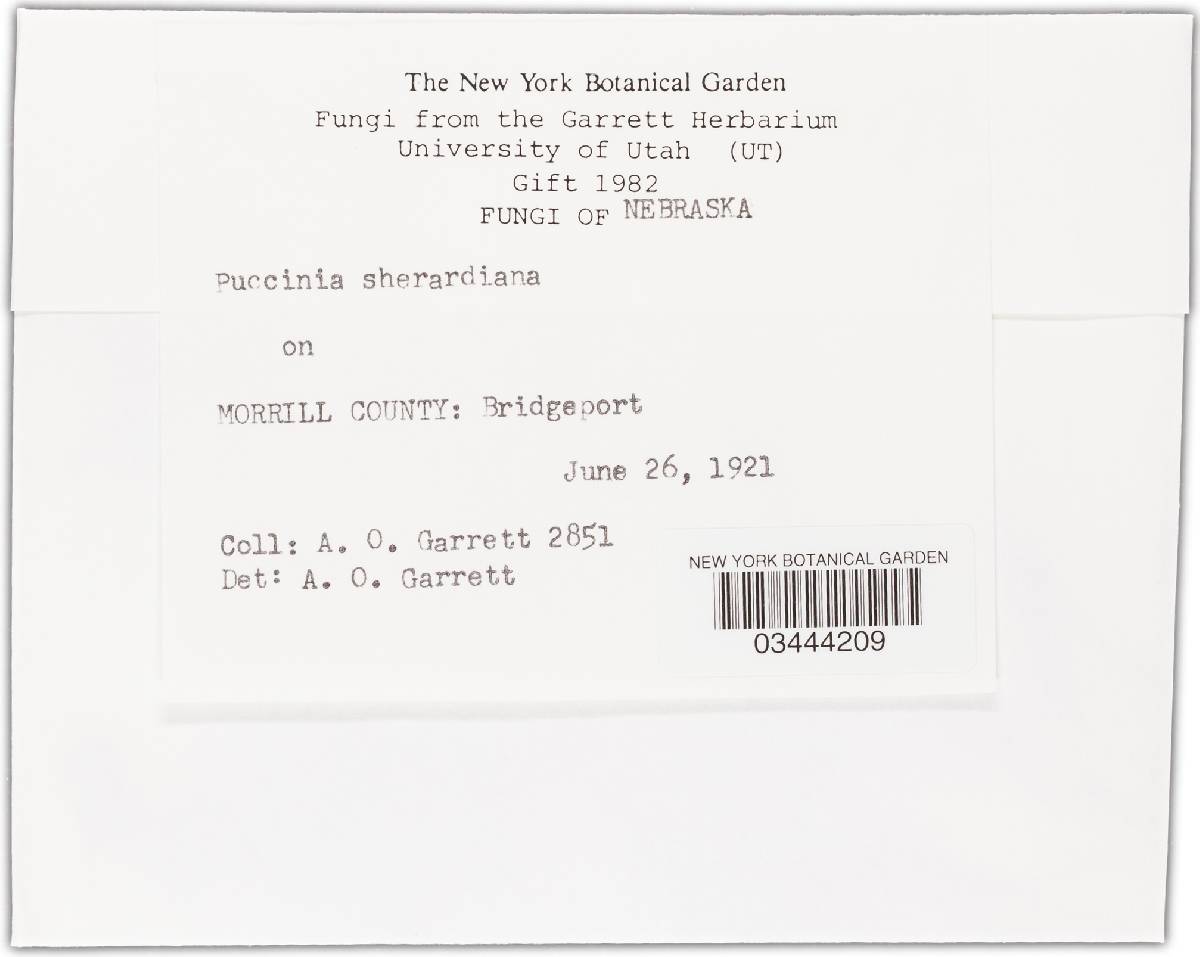 The New York Botanical Garden
Fungi from the Garrett Herbarium
University of Utah (UT)
Gift 1982
FUNGI OF NEBRASKA
Puccinia sherardiana
on
MORRILL COUNTY: Bridgeport
June 26, 1921
Coll: A. O. Garrett 2851
Det: A. O. Garrett
NEW YORK BOTANICAL GARDEN
03444209